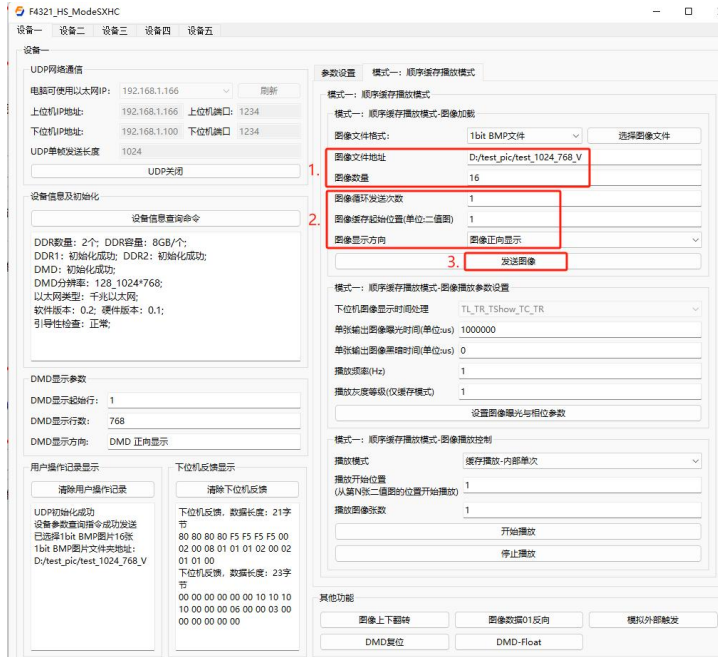 F4321_HS_ModeSXHC
设备一 设备二 设备三 设备四 设备五
设备一
UDP网络通信
电脑可使用以太网IP: 192.168.1.166 刷新
上位机IP地址: 192.168.1.166 上位机端口: 1234
下位机IP地址: 192.168.1.100 下位机端口 1234
UDP单帧发送长度 1024
UDP关闭
设备信息及初始化
设备信息查询命令
DDR数量：2个；DDR容量：8GB/个；
DDR1：初始化成功；DDR2：初始化成功；
DMD：初始化成功；
DMD分辨率：128_1024*768;
以太网类型：千兆以太网；
软件版本：0.2; 硬件版本：0.1;
引导性检查：正常；
DMD显示参数
DMD显示起始行: 1
DMD显示行数: 768
DMD显示方向: DMD 正向显示
用户操作记录显示
清除用户操作记录
UDP初始化成功
设备参数查询指令成功发送
已选择1bit BMP图片16张
1bit BMP图片文件夹地址：
D:/test_pic/test_1024_768_V
下位机反馈显示
清除下位机反馈
下位机反馈，数据长度：21字
节
80 80 80 80 F5 F5 F5 F5 00
02 00 08 01 01 01 02 00 02
01 01 00
下位机反馈，数据长度：23字
节
00 00 00 00 00 00 10 10 10
10 00 00 00 06 00 00 03 00
00 00 00 00 00
参数设置 模式一：顺序缓存播放模式
模式一：顺序缓存播放模式
模式一：顺序缓存播放模式-图像加载
图像文件格式: 1bit BMP文件 选择图像文件
1.
图像文件地址 D:/test_pic/test_1024_768_V
图像数量 16
2.
图像循环发送次数 1
图像缓存起始位置(单位:二值图) 1
图像显示方向 图像正向显示
3. 发送图像
模式一：顺序缓存播放模式-图像播放参数设置
下位机图像显示时间处理 TL_TR_TShow_TC_TR
单张输出图像曝光时间(单位:us) 1000000
单张输出图像黑暗时间(单位:us) 0
播放频率(Hz) 1
播放灰度等级(仅缓存模式) 1
设置图像曝光与相位参数
模式一：顺序缓存播放模式-图像播放控制
播放模式 缓存播放-内部单次
播放开始位置
(从第N张二值图的位置开始播放) 1
播放图像张数 1
开始播放
停止播放
其他功能
图像上下翻转 图像数据01反向 模拟外部触发
DMD复位 DMD-Float